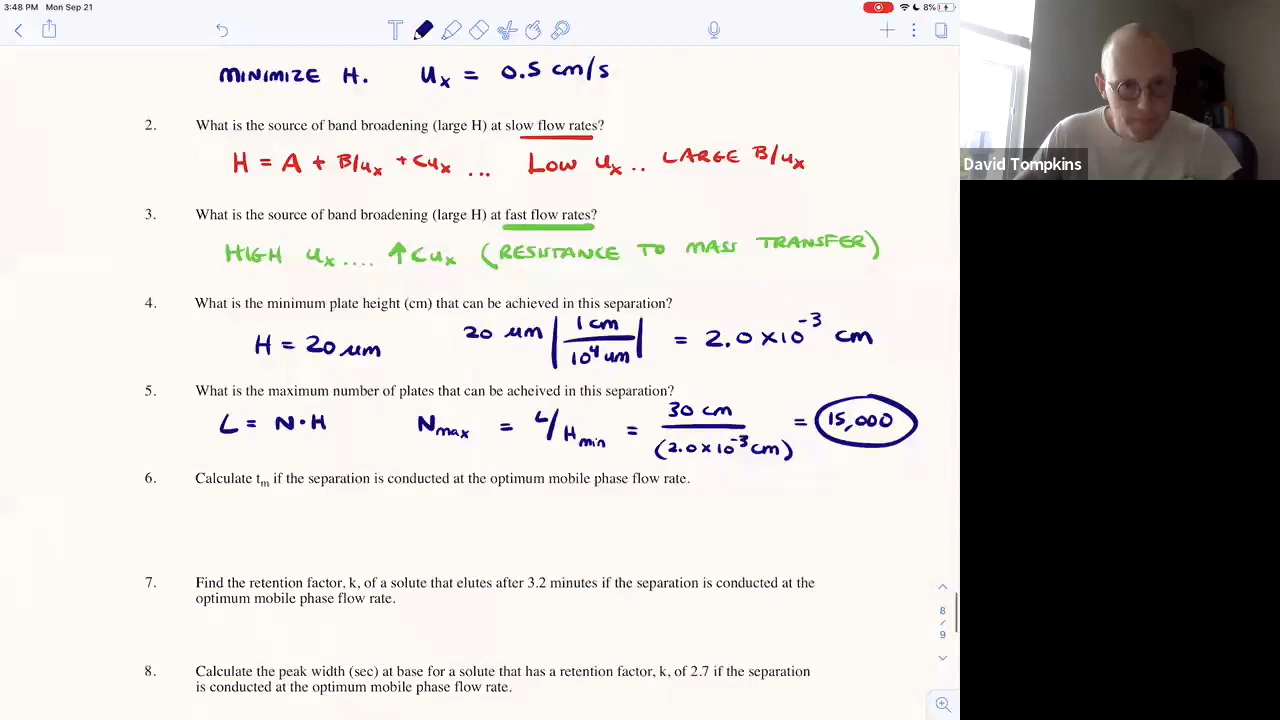 3:48 PM Mon Sep 21
8%
MINIMIZE H. ux = 0.5 cm/s
2. What is the source of band broadening (large H) at slow flow rates?
H = A + B/ux + Cux ... LOW ux .. LARGE B/ux
3. What is the source of band broadening (large H) at fast flow rates?
HIGH ux .... ↑Cux (RESISTANCE TO MASS TRANSFER)
4. What is the minimum plate height (cm) that can be achieved in this separation?
H = 20 um 20 um | 1 cm / 10⁴ um | = 2.0 x 10⁻³ cm
5. What is the maximum number of plates that can be acheived in this separation?
L = N • H Nmax = L/Hmin = 30 cm / (2.0 x 10⁻³ cm) = 15,000
6. Calculate tm if the separation is conducted at the optimum mobile phase flow rate.
7. Find the retention factor, k, of a solute that elutes after 3.2 minutes if the separation is conducted at the
optimum mobile phase flow rate.
8. Calculate the peak width (sec) at base for a solute that has a retention factor, k, of 2.7 if the separation
is conducted at the optimum mobile phase flow rate.
8
/
9
David Tompkins